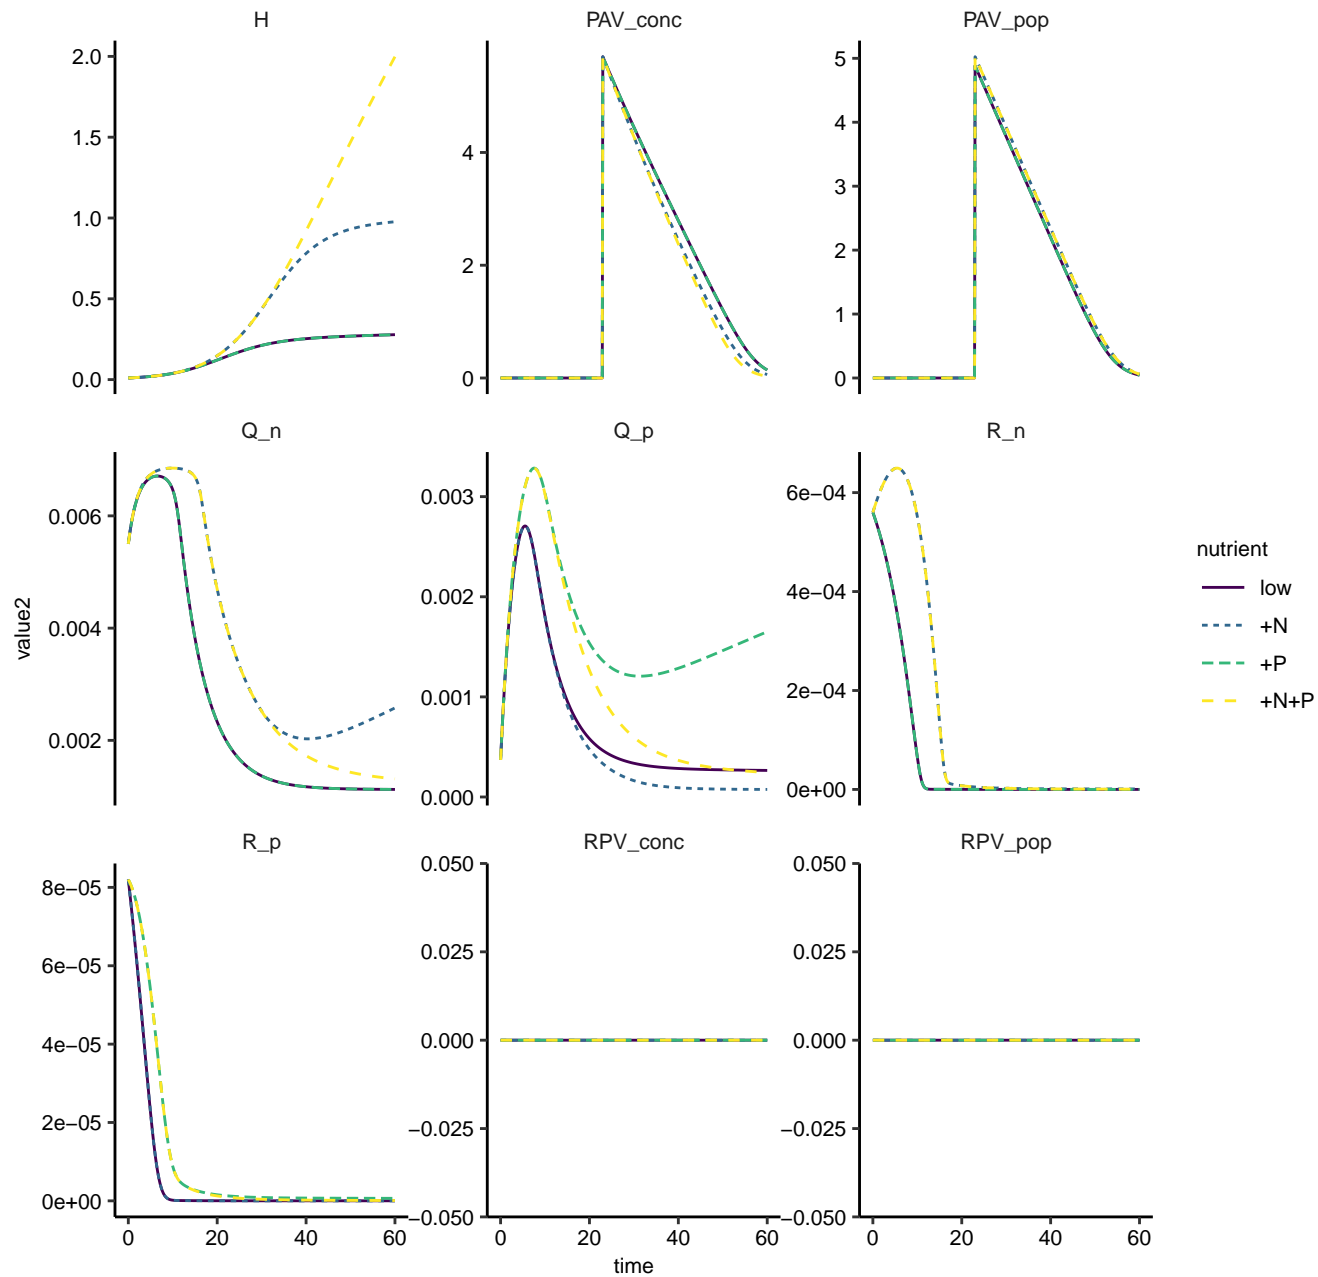 H PAV_conc PAV_pop
2.0
1.5
1.0
0.5
0.0
4
2
0
5
4
3
2
1
0
Q_n Q_p R_n
0.006
0.004
0.002
0.003
0.002
0.001
0.000
6e−04
4e−04
2e−04
0e+00
R_p RPV_conc RPV_pop
8e−05
6e−05
4e−05
2e−05
0e+00
0.050
0.025
0.000
−0.025
−0.050
0.050
0.025
0.000
−0.025
−0.050
0 20 40 60
0 20 40 60
0 20 40 60
time
value2
nutrient
low
+N
+P
+N+P